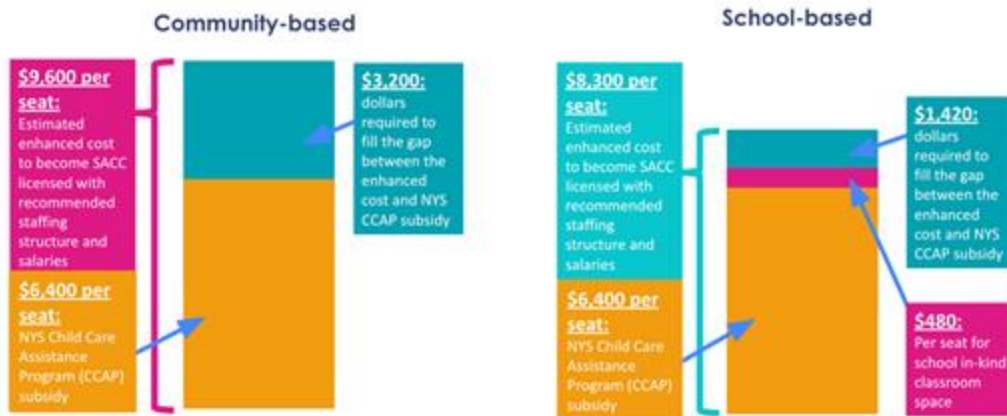 Community-based
$9,600 per
seat:
Estimated
enhanced cost
to become SACC
licensed with
recommended
staffing
structure and
salaries
$6,400 per
seat:
NYS Child Care
Assistance
Program (CCAP)
subsidy
$3,200:
dollars
required to
fill the gap
between the
enhanced
cost and NYS
CCAP subsidy
School-based
$8,300 per
seat:
Estimated
enhanced cost
to become SACC
licensed with
recommended
staffing
structure and
salaries
$6,400 per
seat:
NYS Child Care
Assistance
Program (CCAP)
subsidy
$1,420:
dollars
required to
fill the gap
between the
enhanced
cost and NYS
CCAP subsidy
$480:
Per seat for
school in-kind
classroom
space